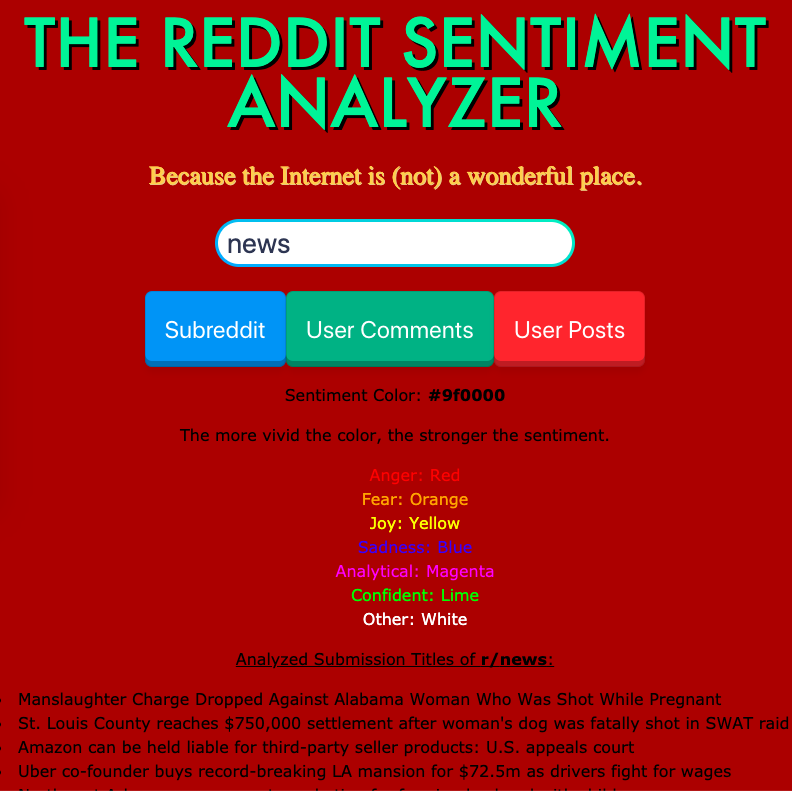 THE REDDIT SENTIMENT
ANALYZER
Because the Internet is (not) a wonderful place.
news
Subreddit
User Comments
User Posts
Sentiment Color: #9f0000
The more vivid the color, the stronger the sentiment.
Anger: Red
Fear: Orange
Joy: Yellow
Sadness: Blue
Analytical: Magenta
Confident: Lime
Other: White
Analyzed Submission Titles of r/news:
Manslaughter Charge Dropped Against Alabama Woman Who Was Shot While Pregnant
St. Louis County reaches $750,000 settlement after woman's dog was fatally shot in SWAT raid
Amazon can be held liable for third-party seller products: U.S. appeals court
Uber co-founder buys record-breaking LA mansion for $72.5m as drivers fight for wages